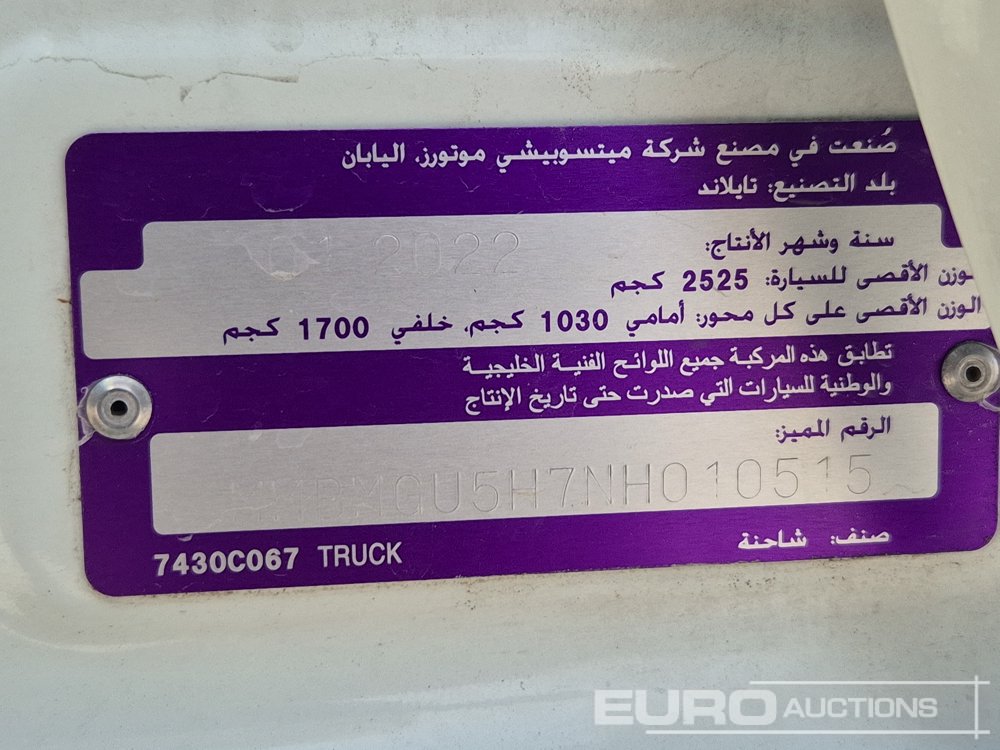 صُنعت في مصنع شركة ميتسوبيشي موتورز، اليابان
بلد التصنيع: تايلاند
سنة وشهر الأنتاج: 2022
الوزن الأقصى للسيارة: 2525 كجم
الوزن الأقصى على كل محور: أمامي 1030 كجم، خلفي 1700 كجم
تطابق هذه المركبة جميع اللوائح الفنية الخليجية
والوطنية للسيارات التي صدرت حتى تاريخ الإنتاج
الرقم المميز:
MGU5H7NH010515
صنف: شاحنة
7430C067 TRUCK
EURO AUCTIONS